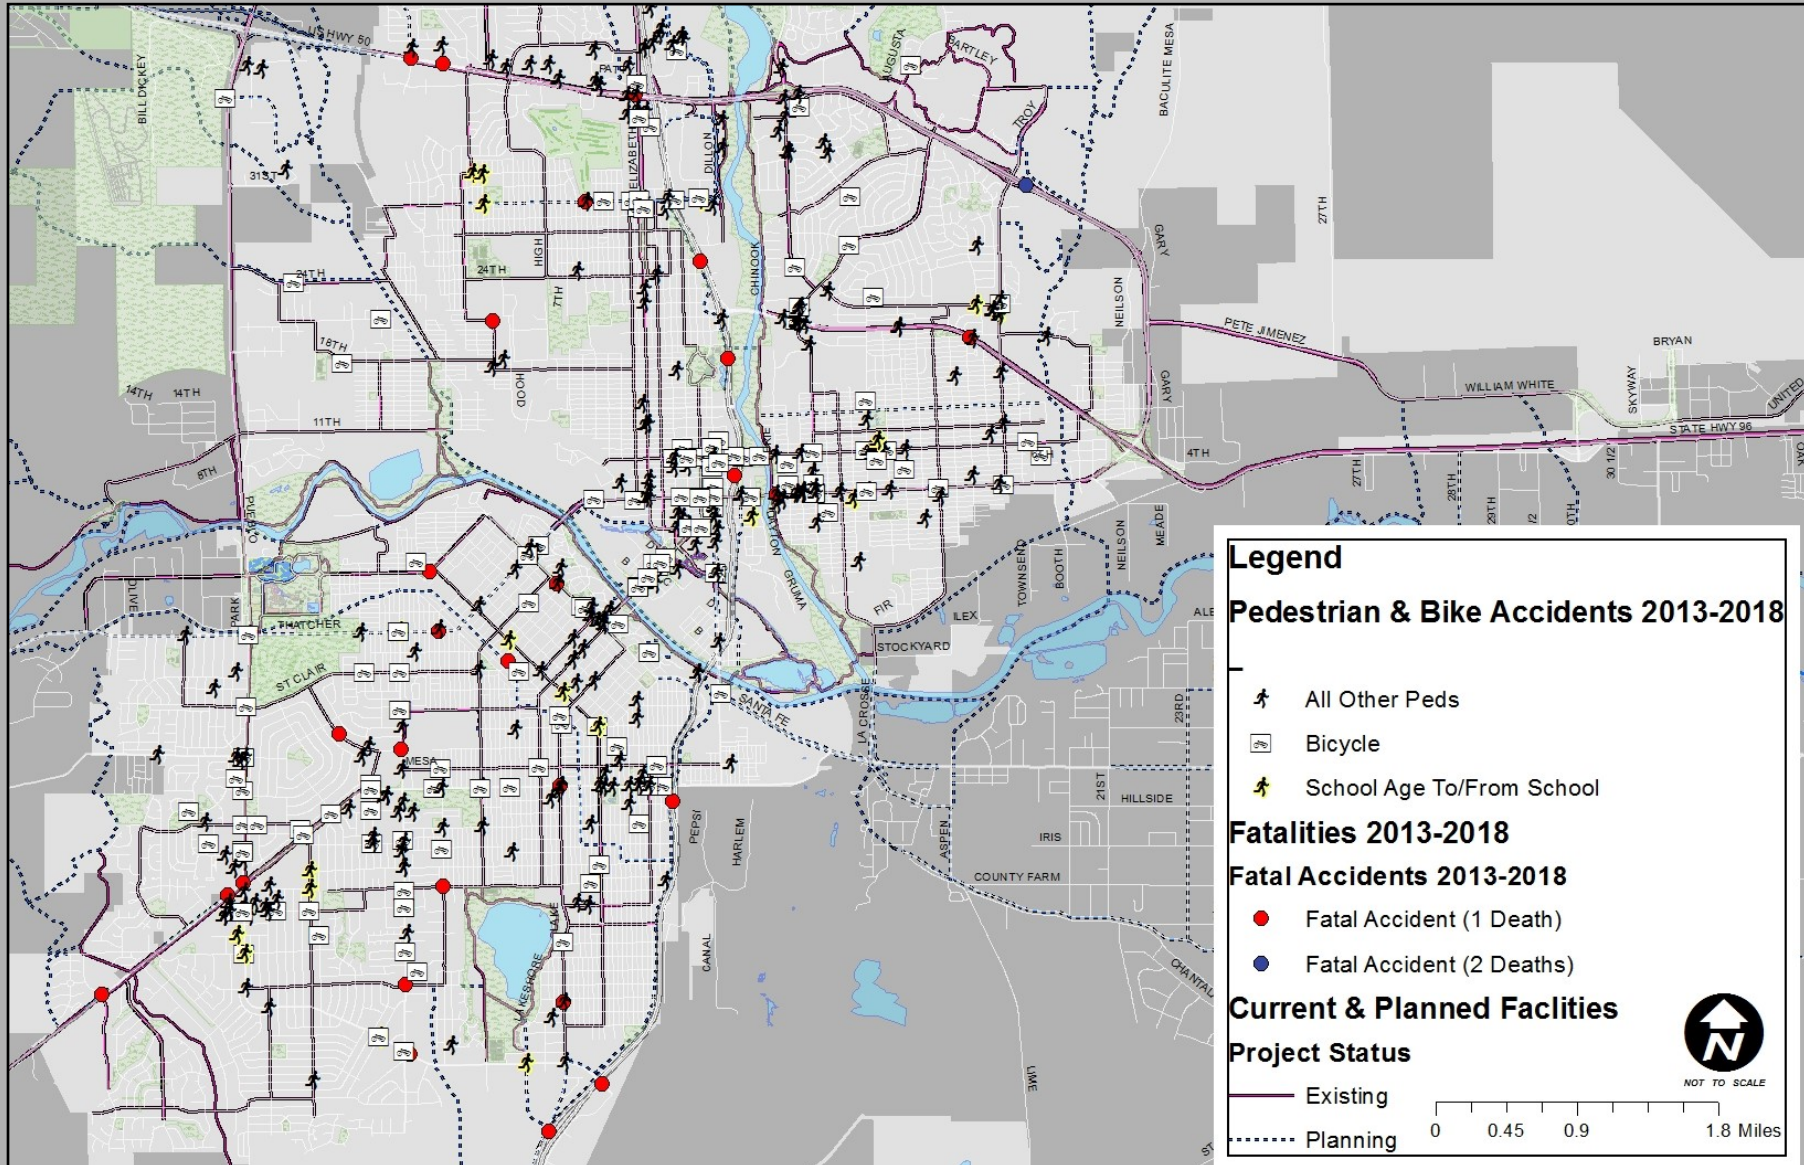 USHWY 50
BILL DICKEY
AUGUSTA
BARTLEY
BACULITE MESA
TROY
ELIZABETH
DILLON
31ST
27TH
HIGH
CHINOOK
GARY
24TH
24TH
7TH
NEILSON
PETE JIMENEZ
18TH
BRYAN
HOOD
GARY
WILLIAM WHITE
SKYWAY
UNITED
14TH
14TH
11TH
STATE HWY 96
4TH
OAK
8TH
27TH
28TH
30 1/2
29TH
PUEBLO
DAYTON
NEILSON
MEADE
TOWNSEND
BOOTH
GRUMA
OLIVE
PARK
FIR
ILEX
ALE
THATCHER
STOCKYARD
ST CLAIR
SANTA FE
LA CROSSE
23RD
MESA
21ST
HILLSIDE
PEPSI
HARLEM
ASPEN
IRIS
COUNTY FARM
LAKE
CANAL
LAKESHORE
CHANTAL
LIME
ST
Legend
Pedestrian & Bike Accidents 2013-2018
All Other Peds
Bicycle
School Age To/From School
Fatalities 2013-2018
Fatal Accidents 2013-2018
Fatal Accident (1 Death)
Fatal Accident (2 Deaths)
Current & Planned Faclities
Project Status
Existing
Planning
N
NOT TO SCALE
0 0.45 0.9 1.8 Miles